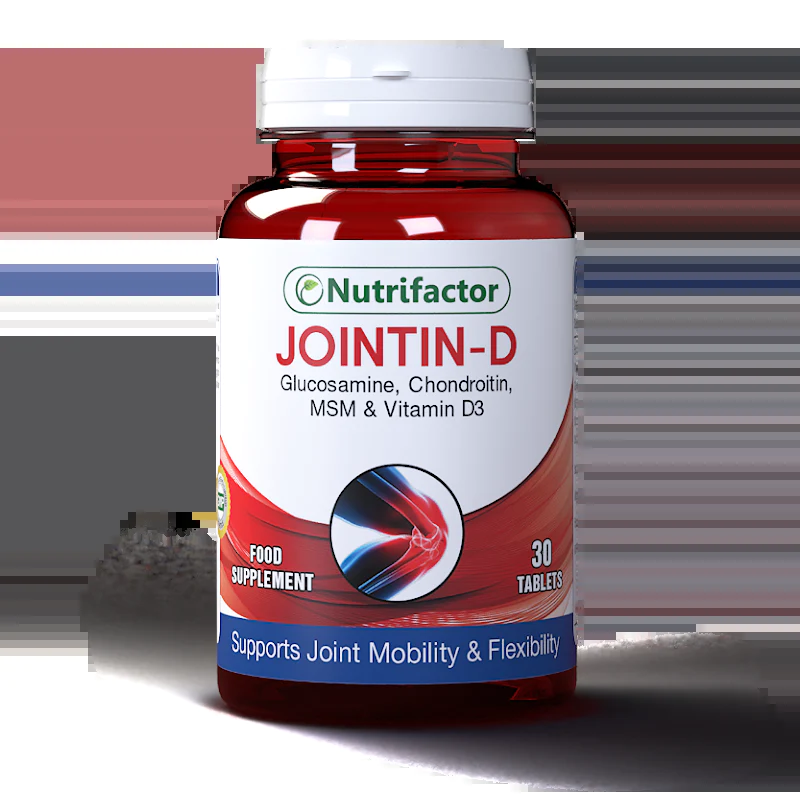 Nutrifactor
JOINTIN-D
Glucosamine, Chondroitin,
MSM & Vitamin D3
FOOD
SUPPLEMENT
30
TABLETS
Supports Joint Mobility & Flexibility